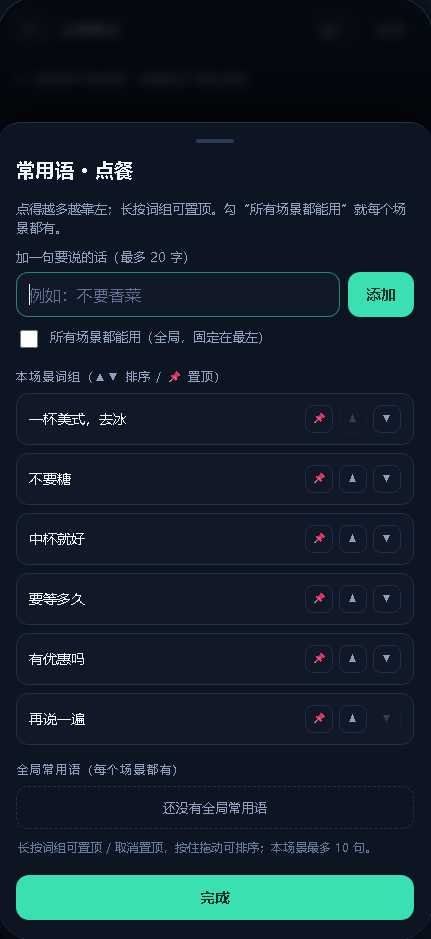 常用语·点餐
点得越多越靠左；长按词组可置顶。勾“所有场景都能用”就每个场
景都有。
加一句要说的话（最多 20 字）
例如：不要香菜
添加
所有场景都能用（全局，固定在最左）
本场景词组（▲▼ 排序 / 📌 置顶）
一杯美式，去冰 📌 ▲ ▼
不要糖 📌 ▲ ▼
中杯就好 📌 ▲ ▼
要等多久 📌 ▲ ▼
有优惠吗 📌 ▲ ▼
再说一遍 📌 ▲ ▼
全局常用语（每个场景都有）
还没有全局常用语
长按词组可置顶 / 取消置顶，按住拖动可排序；本场景最多 10 句。
完成